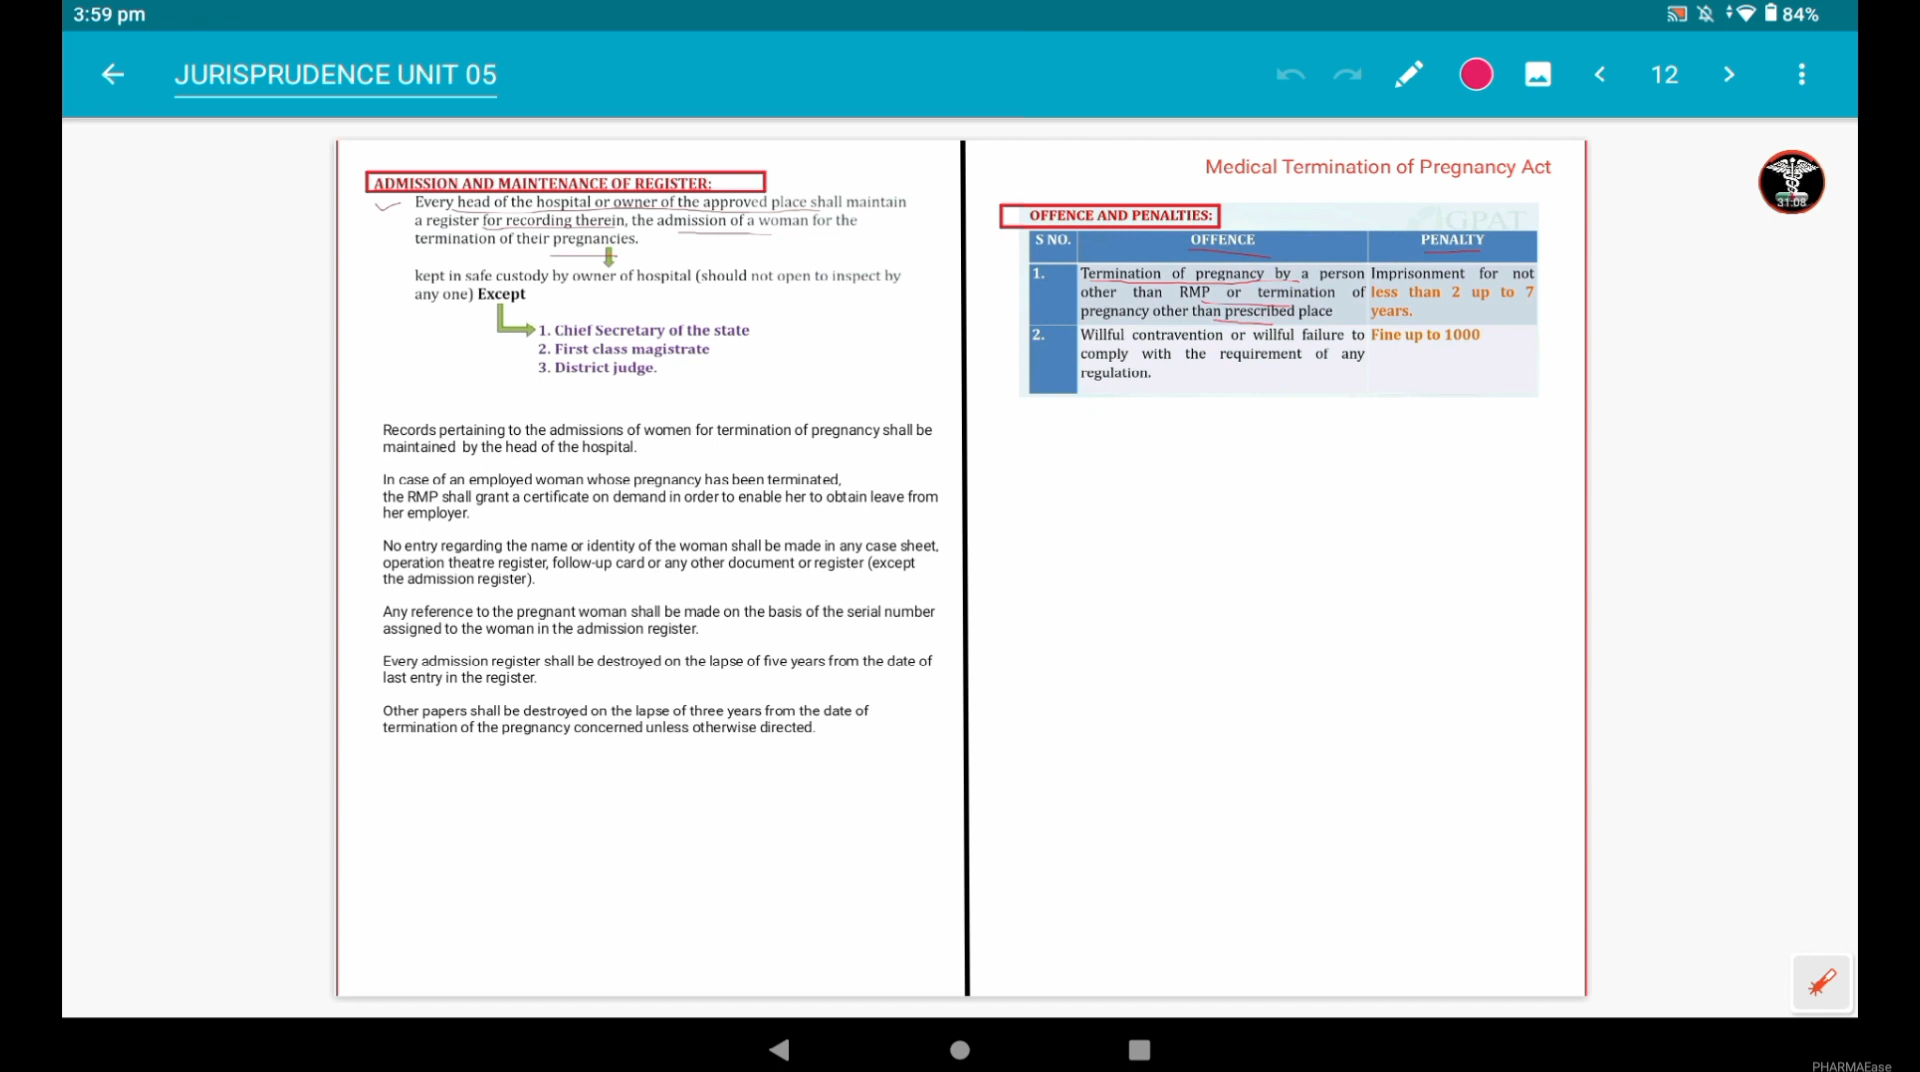 3:59 pm
84%
JURISPRUDENCE UNIT 05
12
ADMISSION AND MAINTENANCE OF REGISTER:
Every head of the hospital or owner of the approved place shall maintain
a register for recording therein, the admission of a woman for the
termination of their pregnancies.
kept in safe custody by owner of hospital (should not open to inspect by
any one) Except
1. Chief Secretary of the state
2. First class magistrate
3. District judge.
Records pertaining to the admissions of women for termination of pregnancy shall be
maintained by the head of the hospital.
In case of an employed woman whose pregnancy has been terminated,
the RMP shall grant a certificate on demand in order to enable her to obtain leave from
her employer.
No entry regarding the name or identity of the woman shall be made in any case sheet,
operation theatre register, follow-up card or any other document or register (except
the admission register).
Any reference to the pregnant woman shall be made on the basis of the serial number
assigned to the woman in the admission register.
Every admission register shall be destroyed on the lapse of five years from the date of
last entry in the register.
Other papers shall be destroyed on the lapse of three years from the date of
termination of the pregnancy concerned unless otherwise directed.
Medical Termination of Pregnancy Act
31:08
GPAT
OFFENCE AND PENALTIES:
S NO. OFFENCE PENALTY
1. Termination of pregnancy by a person Imprisonment for not
other than RMP or termination of less than 2 up to 7
pregnancy other than prescribed place years.
2. Willful contravention or willful failure to Fine up to 1000
comply with the requirement of any
regulation.
PHARMAEase